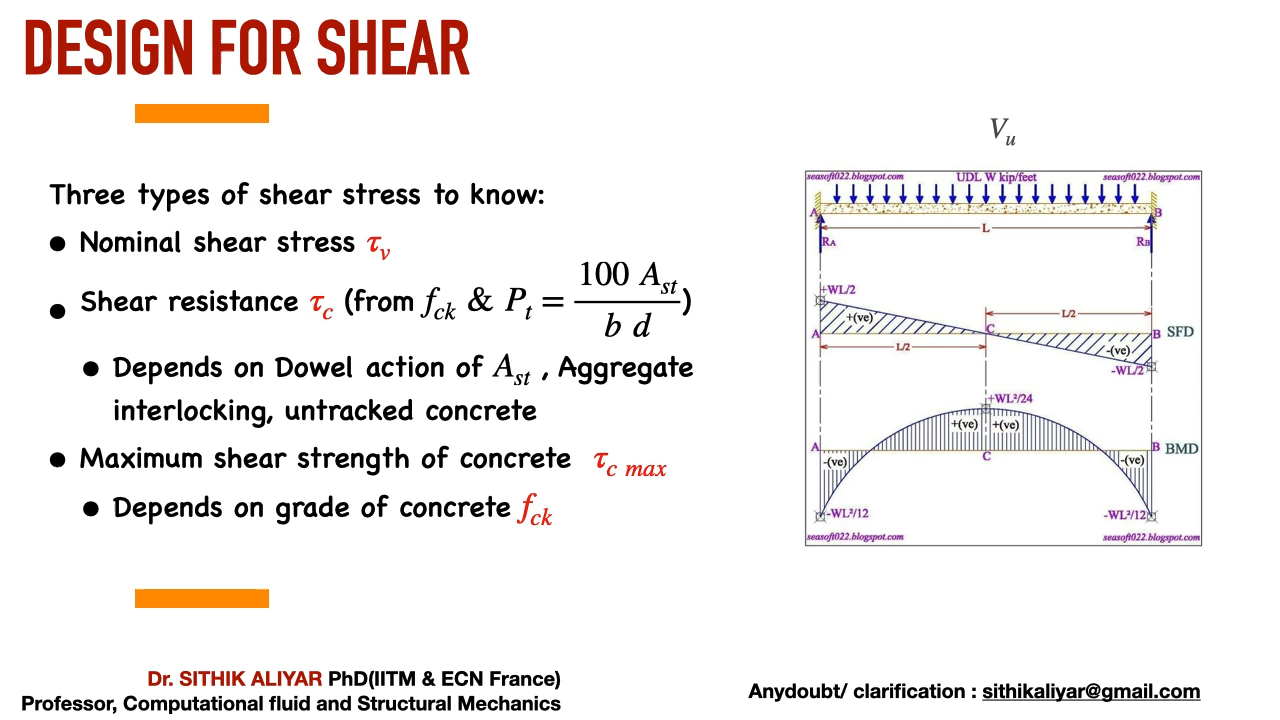 DESIGN FOR SHEAR
Three types of shear stress to know:
● Nominal shear stress τv
● Shear resistance τc (from fck & Pt = 100 Ast / b d)
● Depends on Dowel action of Ast , Aggregate
interlocking, untracked concrete
● Maximum shear strength of concrete τc max
● Depends on grade of concrete fck
Vu
seasoft022.blogspot.com UDL W kip/feet seasoft022.blogspot.com
A B
L
RA RB
+WL/2
+(ve)
L/2
A C B SFD
L/2
-(ve)
-WL/2
+WL²/24
+(ve) +(ve)
A C B BMD
-(ve) -(ve)
-WL²/12 -WL²/12
seasoft022.blogspot.com seasoft022.blogspot.com
Dr. SITHIK ALIYAR PhD(IITM & ECN France)
Professor, Computational fluid and Structural Mechanics
Anydoubt/ clarification : sithikaliyar@gmail.com